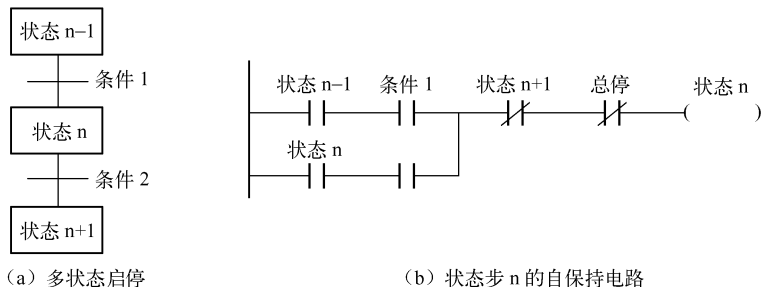 状态 n−1
条件 1
状态 n
条件 2
状态 n+1
（a）多状态启停
状态 n−1 条件 1 状态 n+1 总停 状态 n
状态 n
（b）状态步 n 的自保持电路